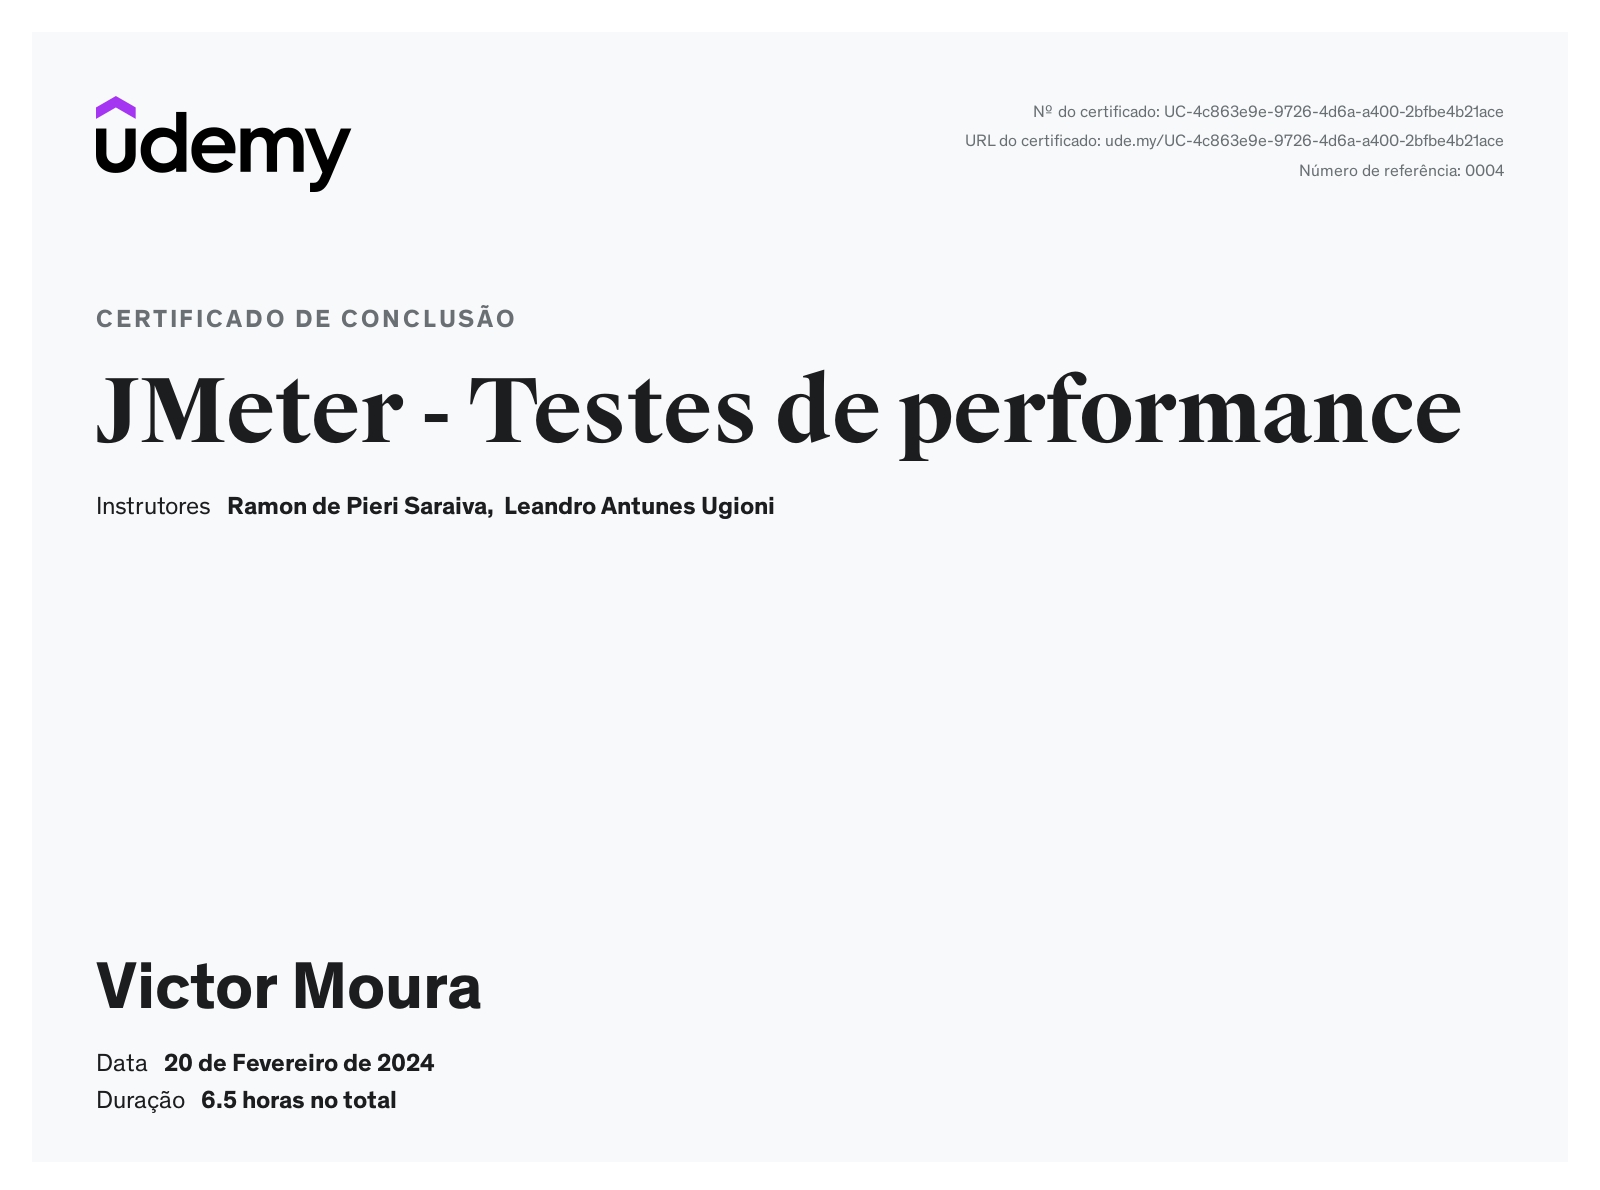 udemy
Nº do certificado: UC-4c863e9e-9726-4d6a-a400-2bfbe4b21ace
URL do certificado: ude.my/UC-4c863e9e-9726-4d6a-a400-2bfbe4b21ace
Número de referência: 0004
CERTIFICADO DE CONCLUSÃO
JMeter - Testes de performance
Instrutores Ramon de Pieri Saraiva, Leandro Antunes Ugioni
Victor Moura
Data 20 de Fevereiro de 2024
Duração 6.5 horas no total